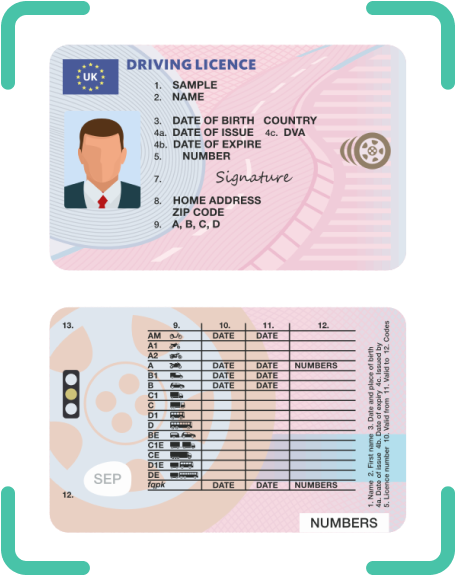 UK
DRIVING LICENCE
1. SAMPLE
2. NAME
3. DATE OF BIRTH COUNTRY
4a. DATE OF ISSUE 4c. DVA
4b. DATE OF EXPIRE
5. NUMBER
7. Signature
8. HOME ADDRESS
ZIP CODE
9. A, B, C, D
13. 9. 10. 11. 12.
AM DATE DATE
A1
A2
A DATE DATE NUMBERS
B1 DATE DATE
B DATE DATE
C1
C
D1
D
BE
C1E
CE
D1E
DE
fqpk DATE DATE NUMBERS
SEP
12.
1. Name 2. First name 3. Date and place of birth
4a. Date of issue 4b. Date of expiry 4c. Issued by
5. Licence number 10. Valid from 11. Valid to 12. Codes
NUMBERS